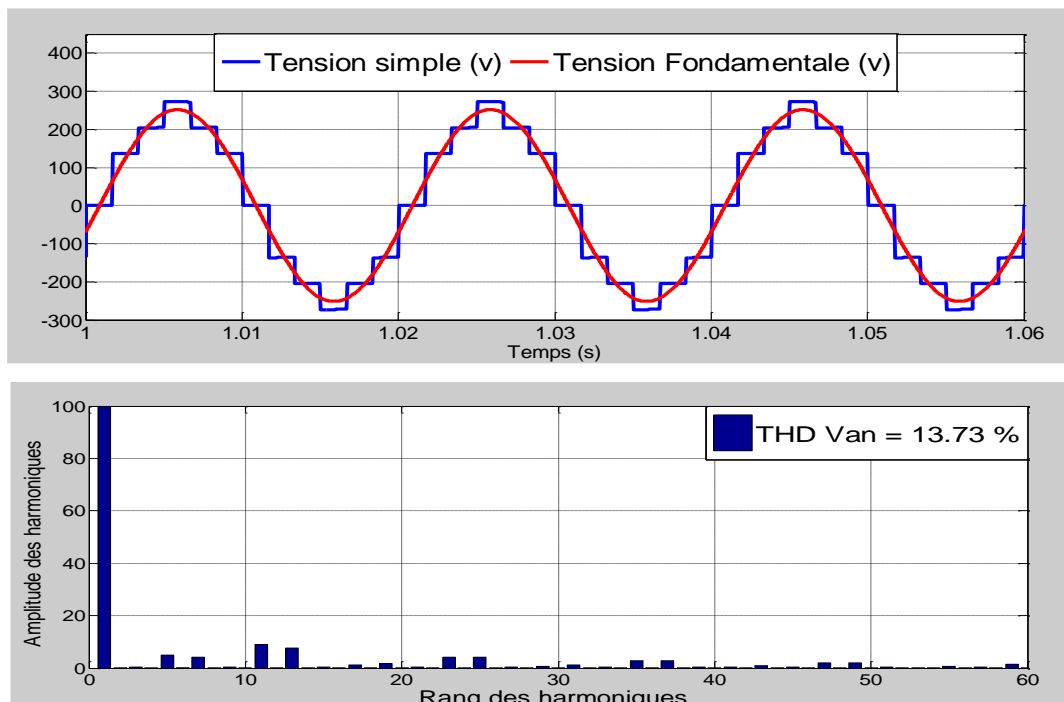 400
300
200
100
0
-100
-200
-300
Tension simple (v) Tension Fondamentale (v)
1 1.01 1.02 1.03 1.04 1.05 1.06
Temps (s)
100
80
60
40
20
0
Amplitude des harmoniques
THD Van = 13.73 %
0 10 20 30 40 50 60
Rang des harmoniques